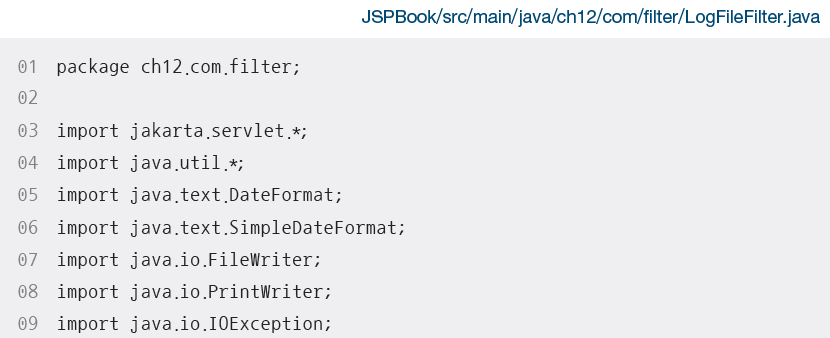 JSPBook/src/main/java/ch12/com/filter/LogFileFilter.java
01 package ch12.com.filter;
02
03 import jakarta.servlet.*;
04 import java.util.*;
05 import java.text.DateFormat;
06 import java.text.SimpleDateFormat;
07 import java.io.FileWriter;
08 import java.io.PrintWriter;
09 import java.io.IOException;